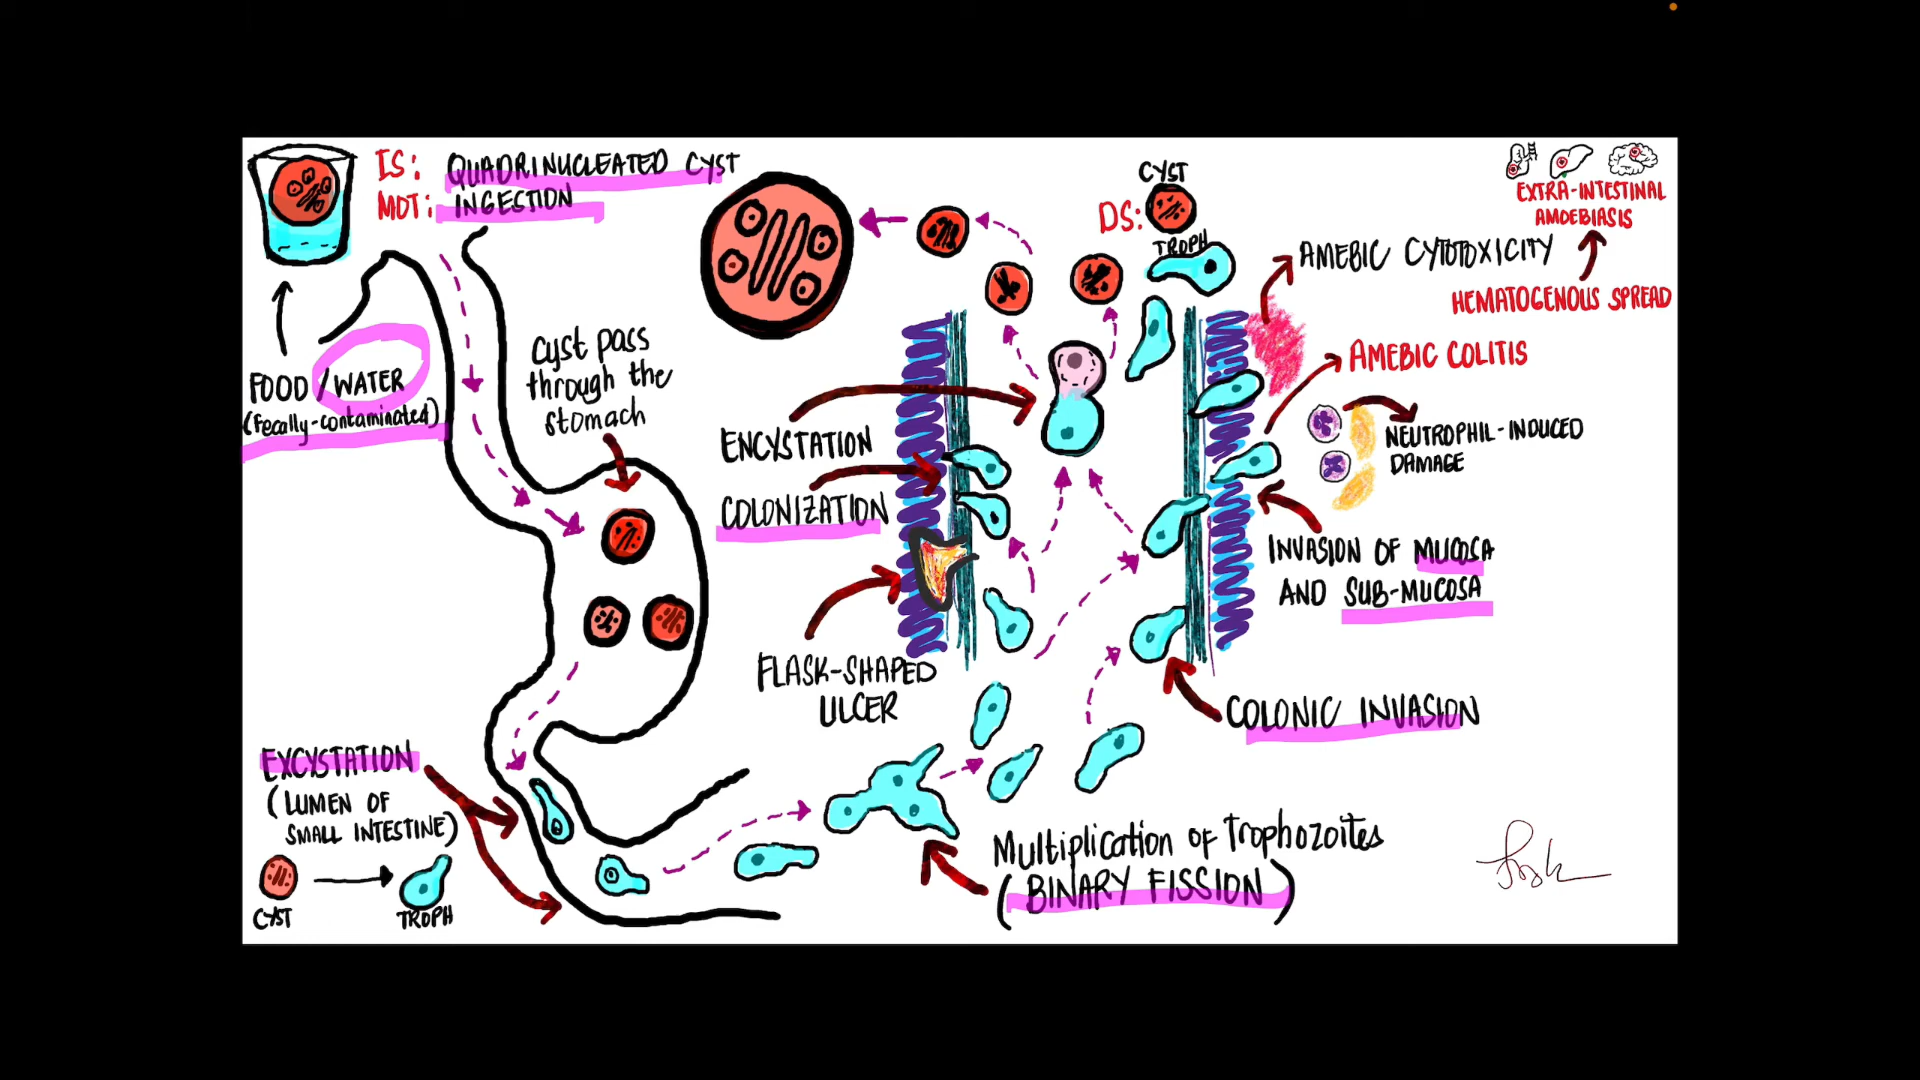 IS: QUADRINUCLEATED CYST
MOT: INGESTION
FOOD / WATER
(Fecally-contaminated)
Cyst pass
through the
stomach
EXCYSTATION
(LUMEN OF
SMALL INTESTINE)
CYST
TROPH
ENCYSTATION
COLONIZATION
FLASK-SHAPED
ULCER
Multiplication of Trophozoites
(BINARY FISSION)
CYST
DS:
TROPH
EXTRA-INTESTINAL
AMOEBIASIS
AMEBIC CYTOTOXICITY
HEMATOGENOUS SPREAD
AMEBIC COLITIS
NEUTROPHIL-INDUCED
DAMAGE
INVASION OF MUCOSA
AND SUB-MUCOSA
COLONIC INVASION